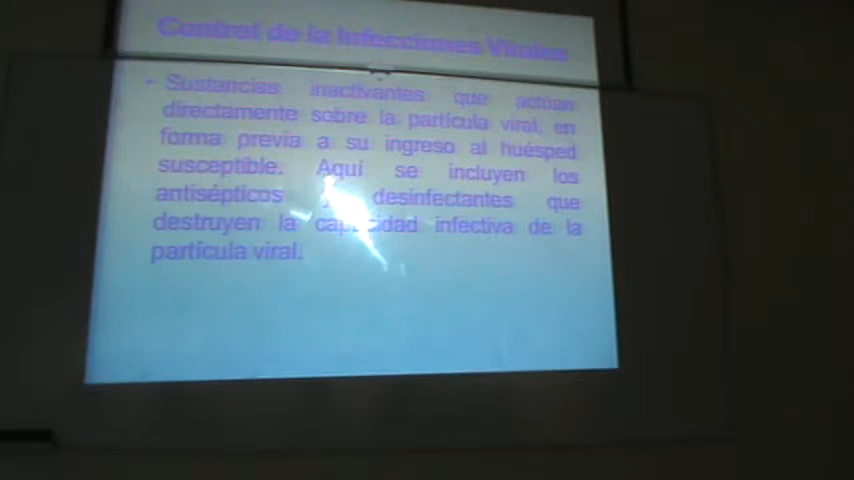 Control de la Infecciones Virales
• Sustancias inactivantes que actúan
directamente sobre la partícula viral, en
forma previa a su ingreso al huésped
susceptible. Aquí se incluyen los
antisépticos y desinfectantes que
destruyen la capacidad infectiva de la
partícula viral.